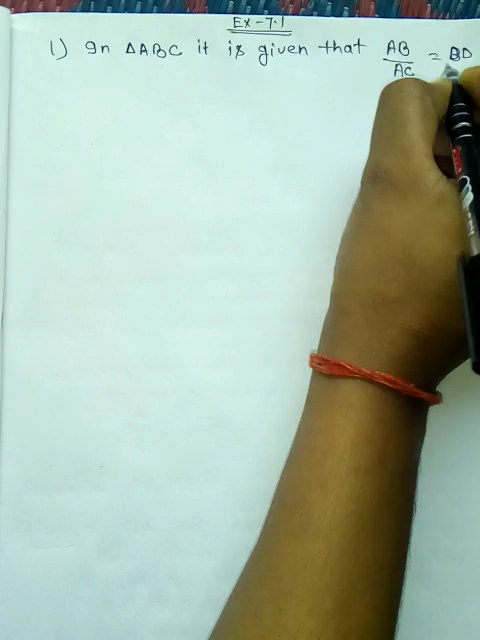 Ex-7.1
1) In ΔABC it is given that AB/AC = BD